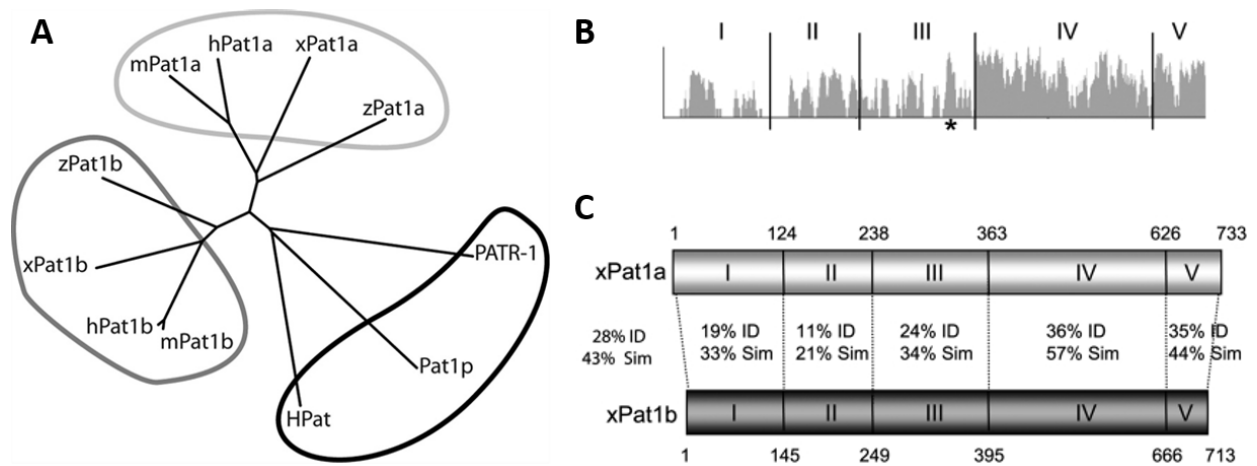 A
hPat1a
xPat1a
mPat1a
zPat1a
zPat1b
xPat1b
hPat1b
mPat1b
PATR-1
Pat1p
HPat
B
I II III IV V
*
C
1 124 238 363 626 733
xPat1a I II III IV V
28% ID 19% ID 11% ID 24% ID 36% ID 35% ID
43% Sim 33% Sim 21% Sim 34% Sim 57% Sim 44% Sim
xPat1b I II III IV V
1 145 249 395 666 713